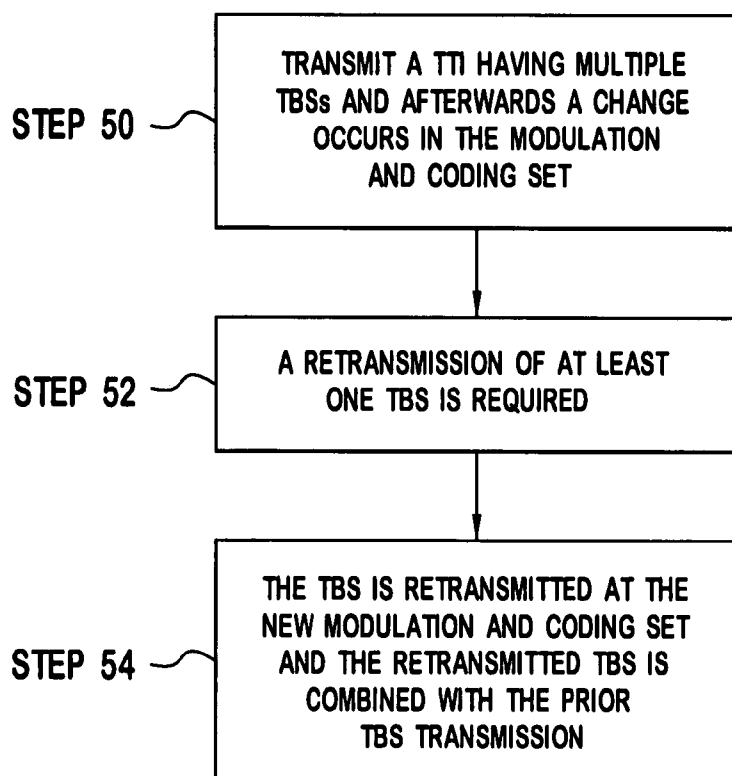 STEP 50
TRANSMIT A TTI HAVING MULTIPLE
TBSs AND AFTERWARDS A CHANGE
OCCURS IN THE MODULATION
AND CODING SET
STEP 52
A RETRANSMISSION OF AT LEAST
ONE TBS IS REQUIRED
STEP 54
THE TBS IS RETRANSMITTED AT THE
NEW MODULATION AND CODING SET
AND THE RETRANSMITTED TBS IS
COMBINED WITH THE PRIOR
TBS TRANSMISSION